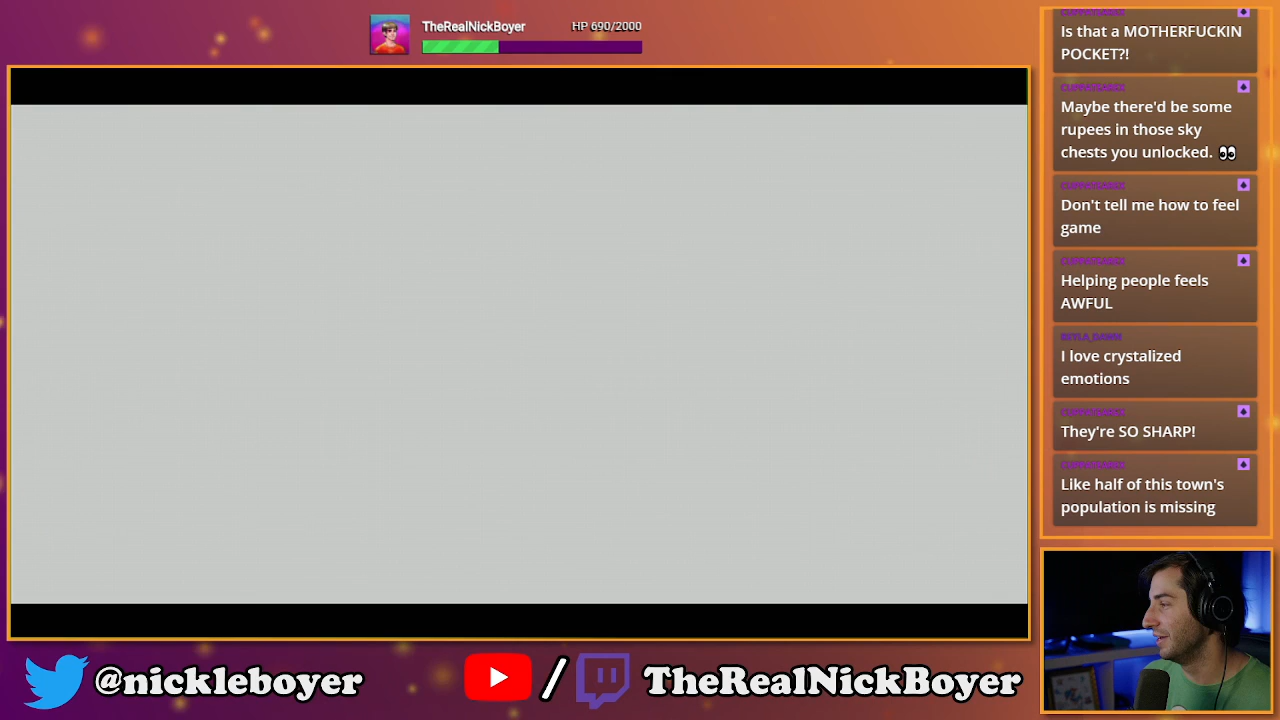 TheRealNickBoyer
HP 690/2000
Is that a MOTHERFUCKIN
POCKET?!
Maybe there'd be some
rupees in those sky
chests you unlocked. 👀
Don't tell me how to feel
game
Helping people feels
AWFUL
I love crystalized
emotions
They're SO SHARP!
Like half of this town's
population is missing
@nickleboyer
/
TheRealNickBoyer